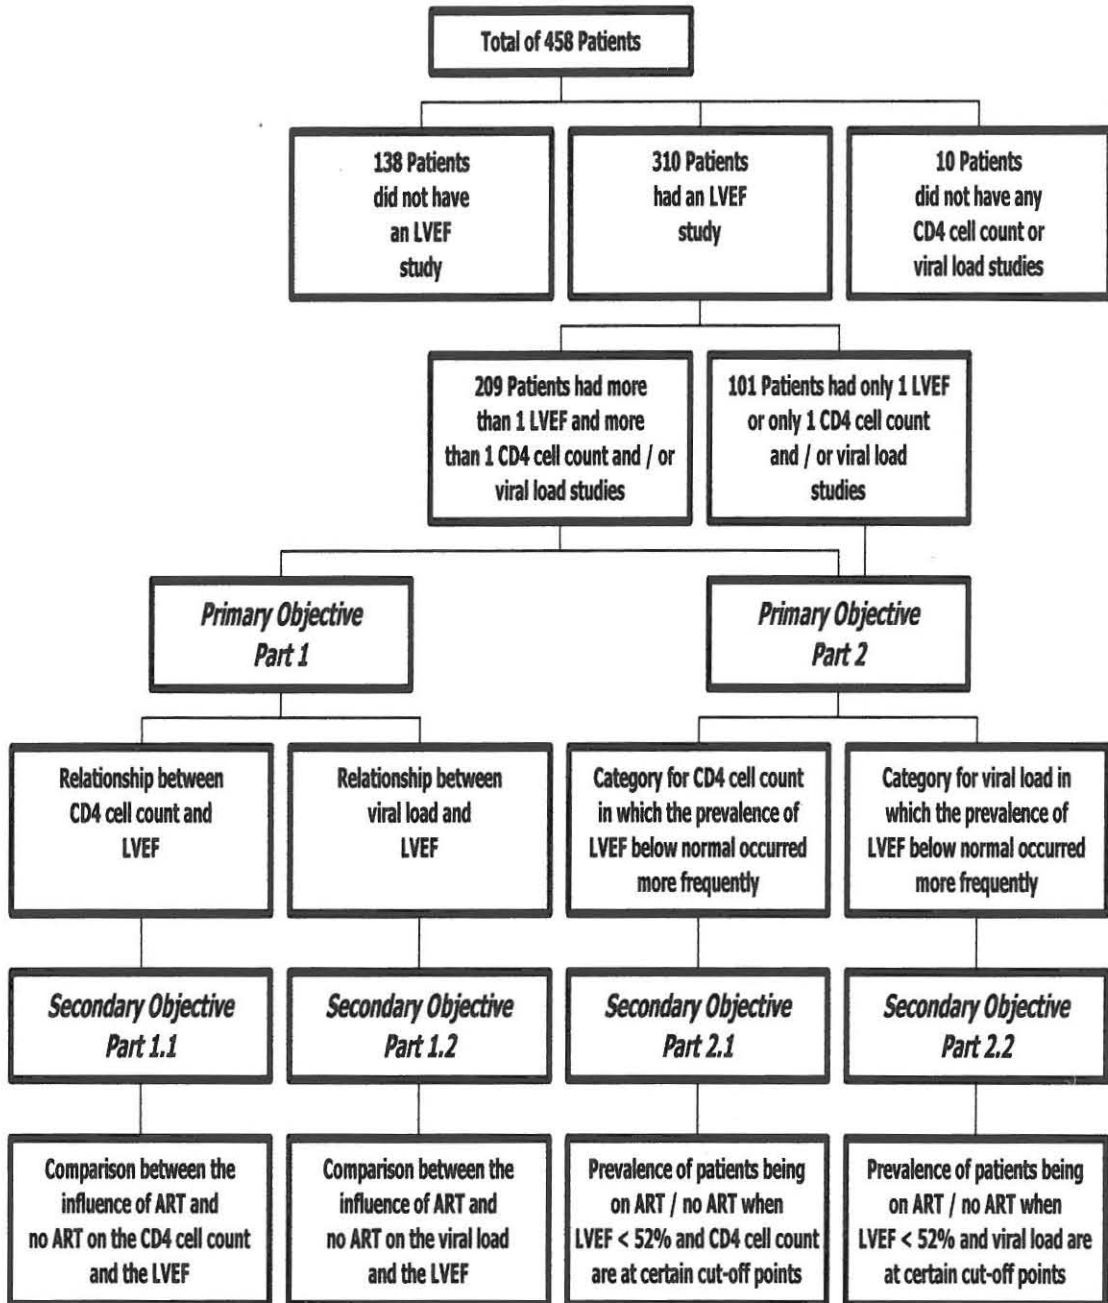 Total of 458 Patients
138 Patients
did not have
an LVEF
study
310 Patients
had an LVEF
study
10 Patients
did not have any
CD4 cell count or
viral load studies
209 Patients had more
than 1 LVEF and more
than 1 CD4 cell count and / or
viral load studies
101 Patients had only 1 LVEF
or only 1 CD4 cell count
and / or viral load
studies
Primary Objective
Part 1
Primary Objective
Part 2
Relationship between
CD4 cell count and
LVEF
Relationship between
viral load and
LVEF
Category for CD4 cell count
in which the prevalence of
LVEF below normal occurred
more frequently
Category for viral load in
which the prevalence of
LVEF below normal occurred
more frequently
Secondary Objective
Part 1.1
Secondary Objective
Part 1.2
Secondary Objective
Part 2.1
Secondary Objective
Part 2.2
Comparison between the
influence of ART and
no ART on the CD4 cell count
and the LVEF
Comparison between the
influence of ART and
no ART on the viral load
and the LVEF
Prevalence of patients being
on ART / no ART when
LVEF < 52% and CD4 cell count
are at certain cut-off points
Prevalence of patients being
on ART / no ART when
LVEF < 52% and viral load are
at certain cut-off points